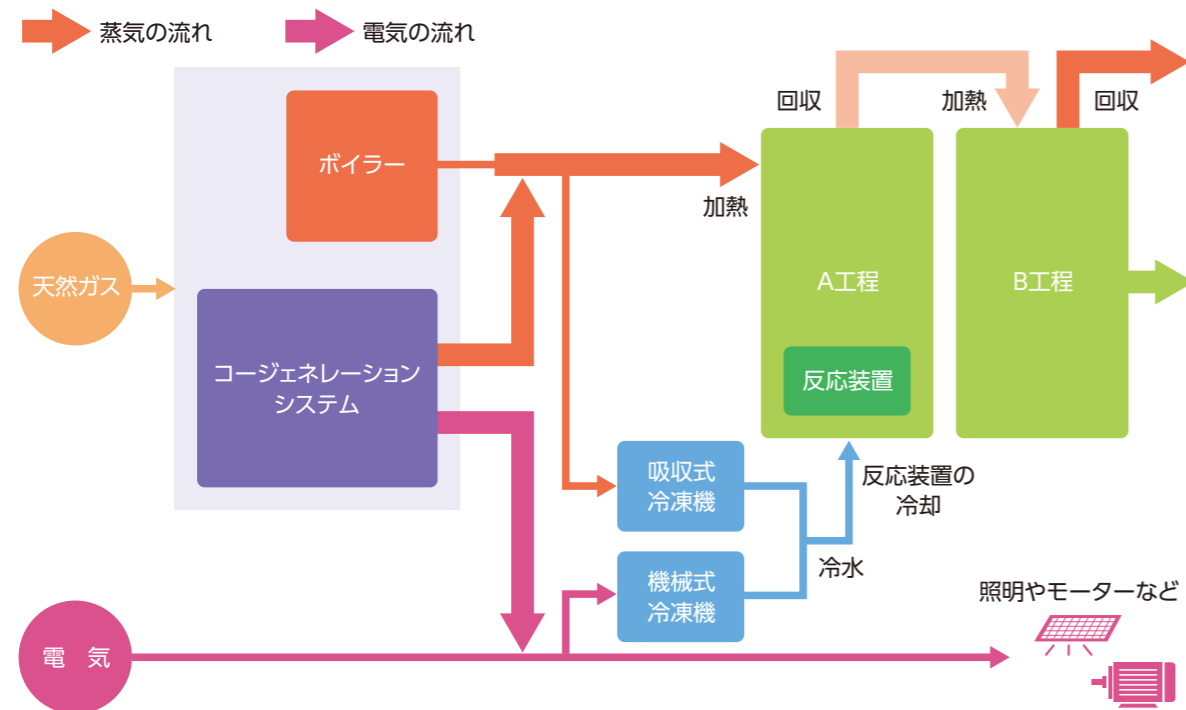 蒸気の流れ
電気の流れ
回収
加熱
回収
ボイラー
加熱
天然ガス
A工程
B工程
コージェネレーション
システム
反応装置
吸収式
冷凍機
反応装置の
冷却
冷水
機械式
冷凍機
照明やモーターなど
電　気